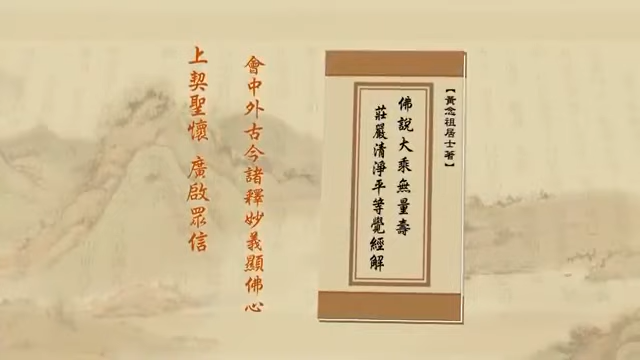 【黃念祖居士著】
佛說大乘無量壽
莊嚴清淨平等覺經解
會中外古今諸釋妙義顯佛心
上契聖懷 廣啟眾信